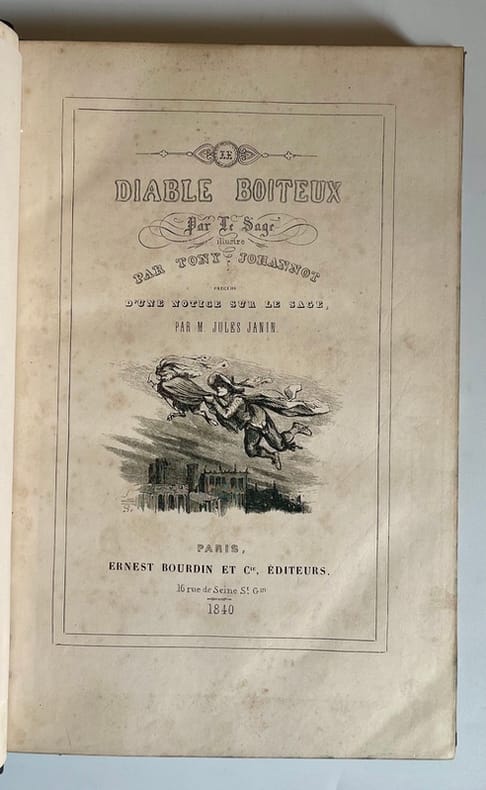 LE
DIABLE BOITEUX
Par Le Sage
illustré
PAR TONY JOHANNOT
PRÉCÉDÉ
D'UNE NOTICE SUR LE SAGE,
PAR M. JULES JANIN.
PARIS,
ERNEST BOURDIN ET Cie, ÉDITEURS.
16 rue de Seine St Gin
1840